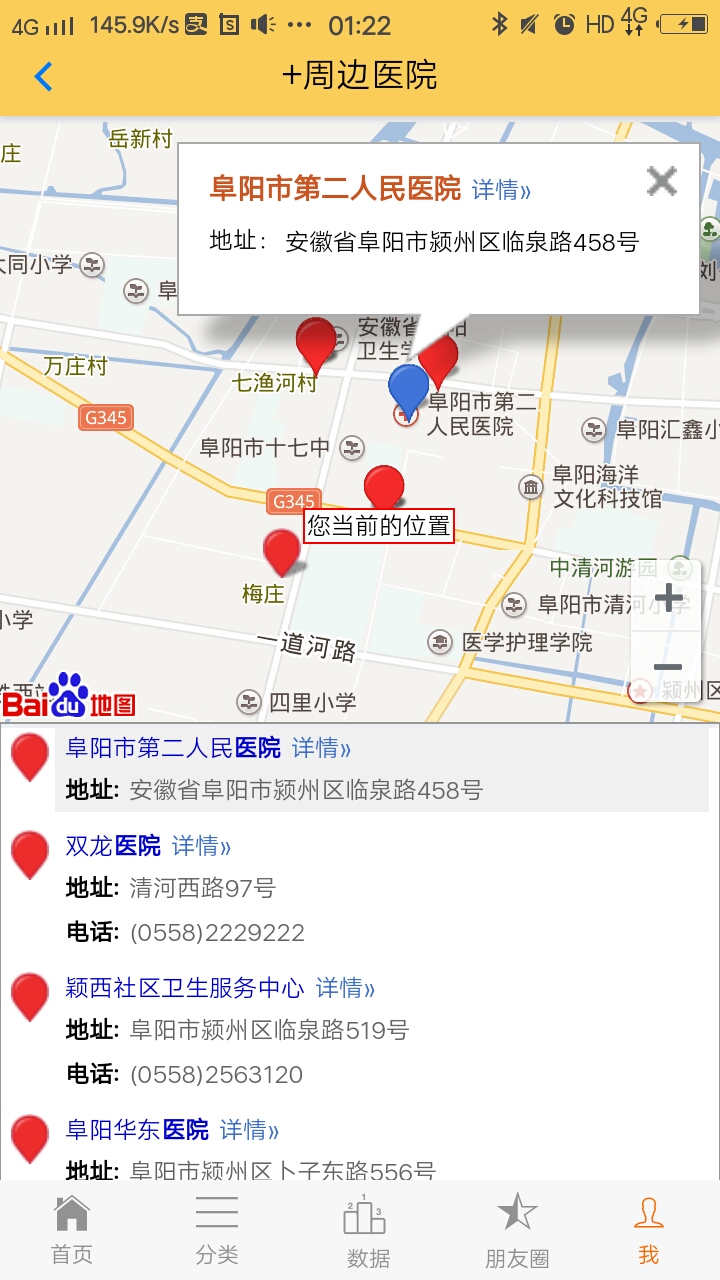 4G 145.9K/s 支 S 01:22 HD 4G
+周边医院
岳新村
庄
阜阳市第二人民医院 详情»
地址： 安徽省阜阳市颍州区临泉路458号
大同小学
阜
刘
安徽省
阳
卫生学
万庄村
七渔河村
G345
阜阳市第二
人民医院
阜阳汇鑫小
阜阳市十七中
阜阳海洋
文化科技馆
G345
您当前的位置
梅庄
中清河游园
小学
阜阳市清河小学
一道河路
医学护理学院
四里小学
颍州区
Bai du 地图
阜阳市第二人民医院 详情»
地址: 安徽省阜阳市颍州区临泉路458号
双龙医院 详情»
地址: 清河西路97号
电话: (0558)2229222
颖西社区卫生服务中心 详情»
地址: 阜阳市颍州区临泉路519号
电话: (0558)2563120
阜阳华东医院 详情»
地址: 阜阳市颍州区卜子东路556号
2 1 3
首页 分类 数据 朋友圈 我